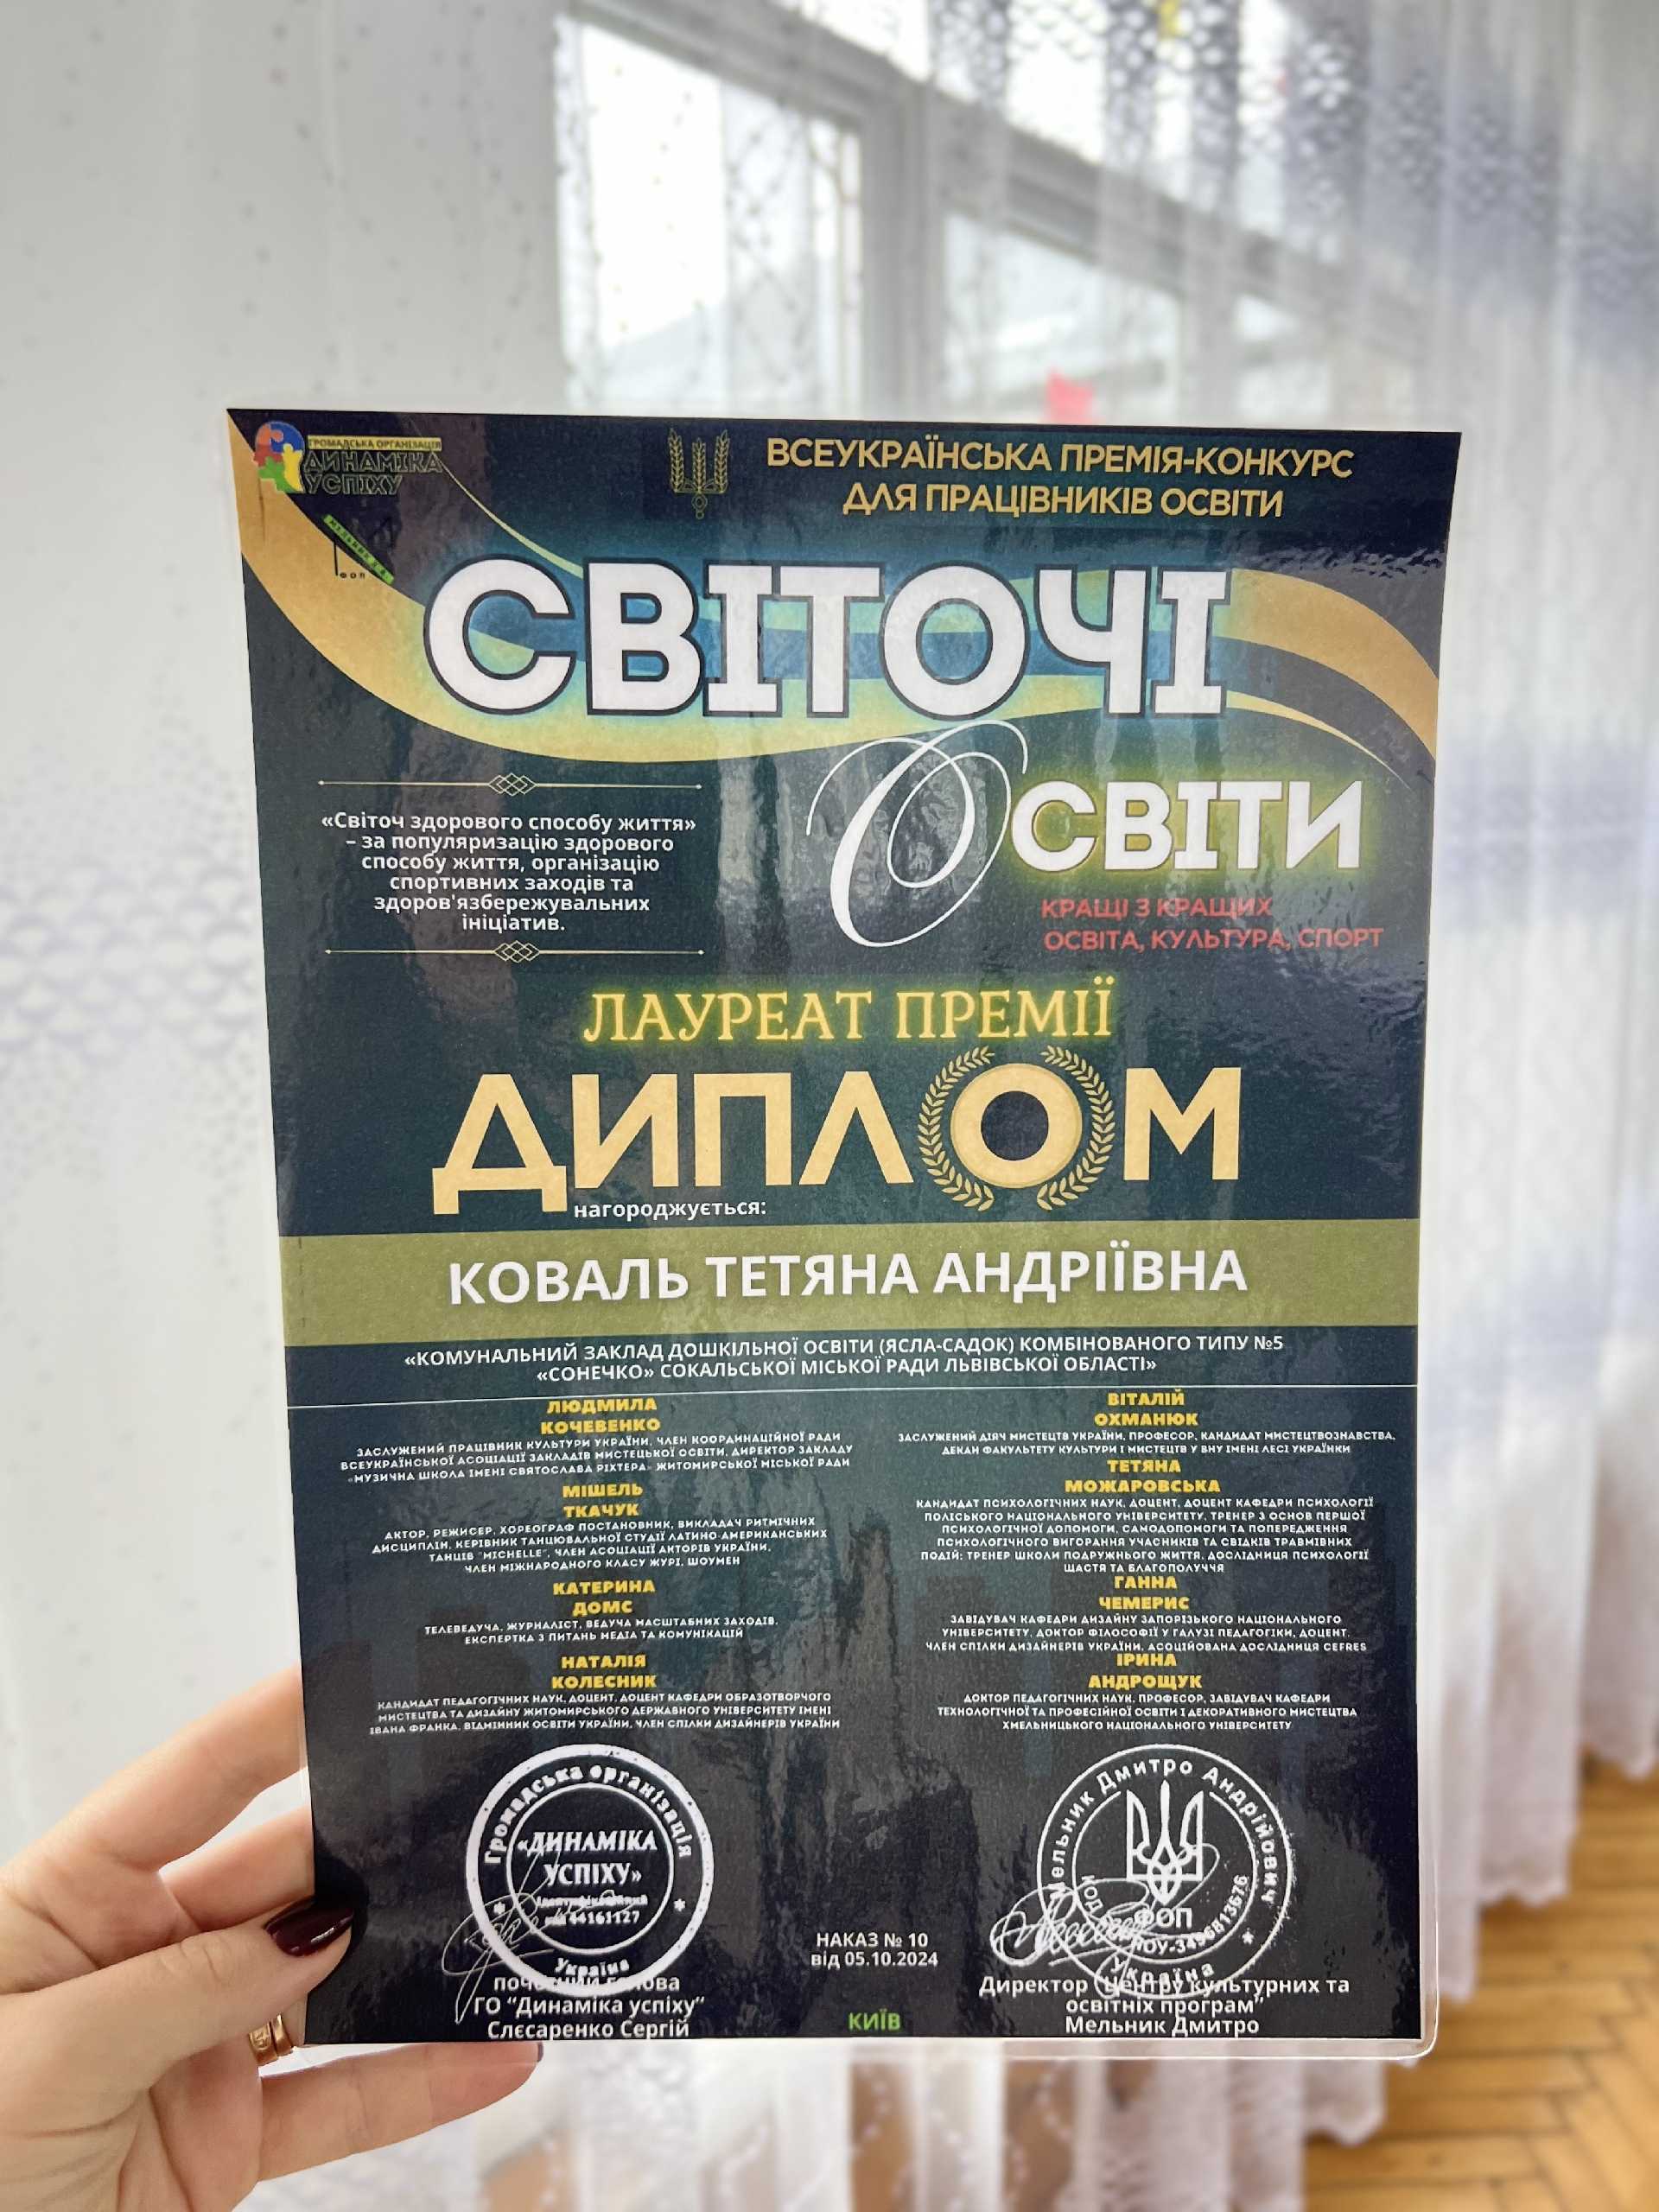 ГРОМАДСЬКА ОРГАНІЗАЦІЯ
ДИНАМІКА
УСПІХУ
МЕЛЬНИК Д.А.
ФОП
ВСЕУКРАЇНСЬКА ПРЕМІЯ-КОНКУРС
ДЛЯ ПРАЦІВНИКІВ ОСВІТИ
СВІТОЧІ
ОСВІТИ
«Світоч здорового способу життя»
– за популяризацію здорового
способу життя, організацію
спортивних заходів та
здоров'язбережувальних
ініціатив.
КРАЩІ З КРАЩИХ
ОСВІТА, КУЛЬТУРА, СПОРТ
ЛАУРЕАТ ПРЕМІЇ
ДИПЛОМ
нагороджується:
КОВАЛЬ ТЕТЯНА АНДРІЇВНА
«КОМУНАЛЬНИЙ ЗАКЛАД ДОШКІЛЬНОЇ ОСВІТИ (ЯСЛА-САДОК) КОМБІНОВАНОГО ТИПУ №5
«СОНЕЧКО» СОКАЛЬСЬКОЇ МІСЬКОЇ РАДИ ЛЬВІВСЬКОЇ ОБЛАСТІ»
ЛЮДМИЛА
КОЧЕВЕНКО
ЗАСЛУЖЕНИЙ ПРАЦІВНИК КУЛЬТУРИ УКРАЇНИ, ЧЛЕН КООРДИНАЦІЙНОЇ РАДИ
ВСЕУКРАЇНСЬКОЇ АСОЦІАЦІЇ ЗАКЛАДІВ МИСТЕЦЬКОЇ ОСВІТИ, ДИРЕКТОР ЗАКЛАДУ
"МУЗИЧНА ШКОЛА ІМЕНІ СВЯТОСЛАВА РІХТЕРА" ЖИТОМИРСЬКОЇ МІСЬКОЇ РАДИ
МІШЕЛЬ
ТКАЧУК
АКТОР, РЕЖИСЕР, ХОРЕОГРАФ ПОСТАНОВНИК, ВИКЛАДАЧ РИТМІЧНИХ
ДИСЦИПЛІН, КЕРІВНИК ТАНЦЮВАЛЬНОЇ СТУДІЇ ЛАТИНО-АМЕРИКАНСЬКИХ
ТАНЦІВ "MICHELLE", ЧЛЕН АСОЦІАЦІЇ АКТОРІВ УКРАЇНИ,
ЧЛЕН МІЖНАРОДНОГО КЛАСУ ЖУРІ, ШОУМЕН
КАТЕРИНА
ДОМС
ТЕЛЕВЕДУЧА, ЖУРНАЛІСТ, ВЕДУЧА МАСШТАБНИХ ЗАХОДІВ,
ЕКСПЕРТКА З ПИТАНЬ МЕДІА ТА КОМУНІКАЦІЙ
НАТАЛІЯ
КОЛЕСНИК
КАНДИДАТ ПЕДАГОГІЧНИХ НАУК, ДОЦЕНТ, ДОЦЕНТ КАФЕДРИ ОБРАЗОТВОРЧОГО
МИСТЕЦТВА ТА ДИЗАЙНУ ЖИТОМИРСЬКОГО ДЕРЖАВНОГО УНІВЕРСИТЕТУ ІМЕНІ
ІВАНА ФРАНКА, ВІДМІННИК ОСВІТИ УКРАЇНИ, ЧЛЕН СПІЛКИ ДИЗАЙНЕРІВ УКРАЇНИ
ВІТАЛІЙ
ОХМАНЮК
ЗАСЛУЖЕНИЙ ДІЯЧ МИСТЕЦТВ УКРАЇНИ, ПРОФЕСОР, КАНДИДАТ МИСТЕЦТВОЗНАВСТВА,
ДЕКАН ФАКУЛЬТЕТУ КУЛЬТУРИ І МИСТЕЦТВ У ВНУ ІМЕНІ ЛЕСІ УКРАЇНКИ
ТЕТЯНА
МОЖАРОВСЬКА
КАНДИДАТ ПСИХОЛОГІЧНИХ НАУК, ДОЦЕНТ, ДОЦЕНТ КАФЕДРИ ПСИХОЛОГІЇ
ПОЛІСЬКОГО НАЦІОНАЛЬНОГО УНІВЕРСИТЕТУ, ТРЕНЕР З ОСНОВ ПЕРШОЇ
ПСИХОЛОГІЧНОЇ ДОПОМОГИ, САМОДОПОМОГИ ТА ПОПЕРЕДЖЕННЯ
ПСИХОЛОГІЧНОГО ВИГОРАННЯ УЧАСНИКІВ ТА СВІДКІВ ТРАВМІВНИХ
ПОДІЙ; ТРЕНЕР ШКОЛИ ПОДРУЖНЬОГО ЖИТТЯ, ДОСЛІДНИЦЯ ПСИХОЛОГІЇ
ЩАСТЯ ТА БЛАГОПОЛУЧЧЯ
ГАННА
ЧЕМЕРИС
ЗАВІДУВАЧ КАФЕДРИ ДИЗАЙНУ ЗАПОРІЗЬКОГО НАЦІОНАЛЬНОГО
УНІВЕРСИТЕТУ, ДОКТОР ФІЛОСОФІЇ У ГАЛУЗІ ПЕДАГОГІКИ, ДОЦЕНТ,
ЧЛЕН СПІЛКИ ДИЗАЙНЕРІВ УКРАЇНИ, АСОЦІЙОВАНА ДОСЛІДНИЦЯ CEFRES
ІРИНА
АНДРОЩУК
ДОКТОР ПЕДАГОГІЧНИХ НАУК, ПРОФЕСОР, ЗАВІДУВАЧ КАФЕДРИ
ТЕХНОЛОГІЧНОЇ ТА ПРОФЕСІЙНОЇ ОСВІТИ І ДЕКОРАТИВНОГО МИСТЕЦТВА
ХМЕЛЬНИЦЬКОГО НАЦІОНАЛЬНОГО УНІВЕРСИТЕТУ
Громадська організація
«ДИНАМІКА
УСПІХУ»
Ідентифікаційний
код 44161127
Україна
почесний голова
ГО "Динаміка успіху"
Слєсаренко Сергій
НАКАЗ № 10
від 05.10.2024
КИЇВ
Мельник Дмитро Андрійович
ФОП
Україна
Директор "Центру культурних та
освітніх програм"
Мельник Дмитро